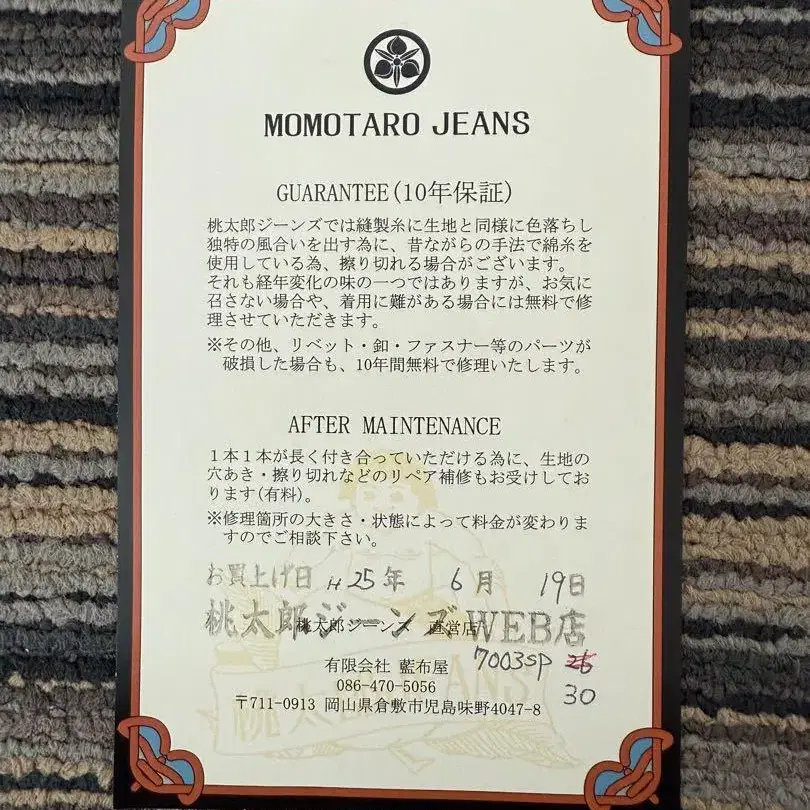 MOMOTARO JEANS
GUARANTEE(10年保証)
桃太郎ジーンズでは縫製糸に生地と同様に色落ちし
独特の風合いを出す為に、昔ながらの手法で綿糸を
使用している為、擦り切れる場合がございます。
それも経年変化の味の一つではありますが、お気に
召さない場合や、着用に難がある場合には無料で修
理させていただきます。
※その他、リベット・釦・ファスナー等のパーツが
破損した場合も、10年間無料で修理いたします。
AFTER MAINTENANCE
１本１本が長く付き合っていただける為に、生地の
穴あき・擦り切れなどのリペア補修もお受けしてお
ります(有料)。
※修理箇所の大きさ・状態によって料金が変わりま
すのでご相談下さい。
お買上げ日 H25年 6月 19日
桃太郎ジーンズ WEB店
桃太郎ジーンズ 直営店
7003SP
有限会社 藍布屋
086-470-5056
30
〒711-0913 岡山県倉敷市児島味野4047-8